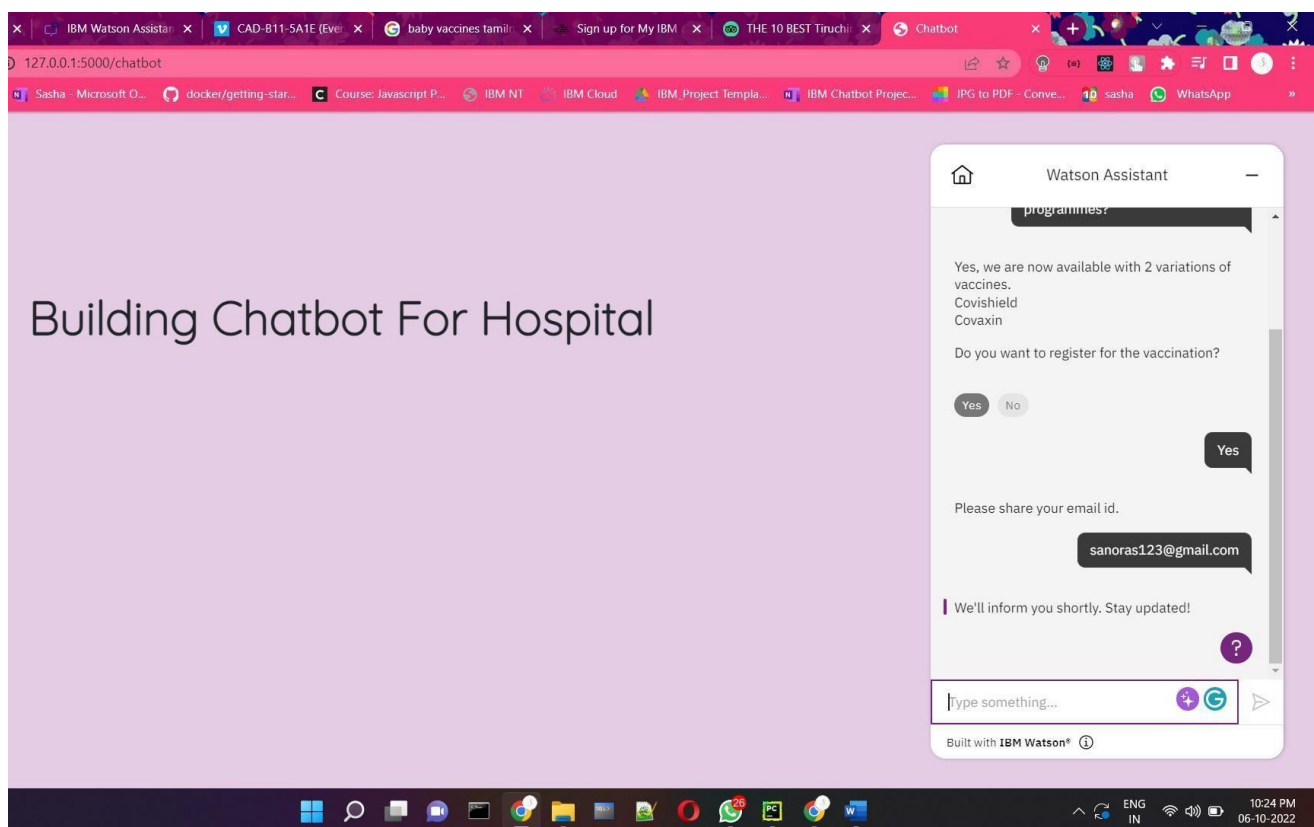 IBM Watson Assistan
CAD-B11-5A1E (Ever
baby vaccines tamiln
Sign up for My IBM
THE 10 BEST Tiruchir
Chatbot
127.0.0.1:5000/chatbot
Sasha - Microsoft O...
docker/getting-star...
Course: Javascript P...
IBM NT
IBM Cloud
IBM_Project Templa...
IBM Chatbot Projec...
JPG to PDF - Conve...
sasha
WhatsApp
Building Chatbot For Hospital
Watson Assistant
programmes?
Yes, we are now available with 2 variations of
vaccines.
Covishield
Covaxin
Do you want to register for the vaccination?
Yes No
Yes
Please share your email id.
sanoras123@gmail.com
We'll inform you shortly. Stay updated!
?
Type something...
Built with IBM Watson®
26
ENG
IN
10:24 PM
06-10-2022